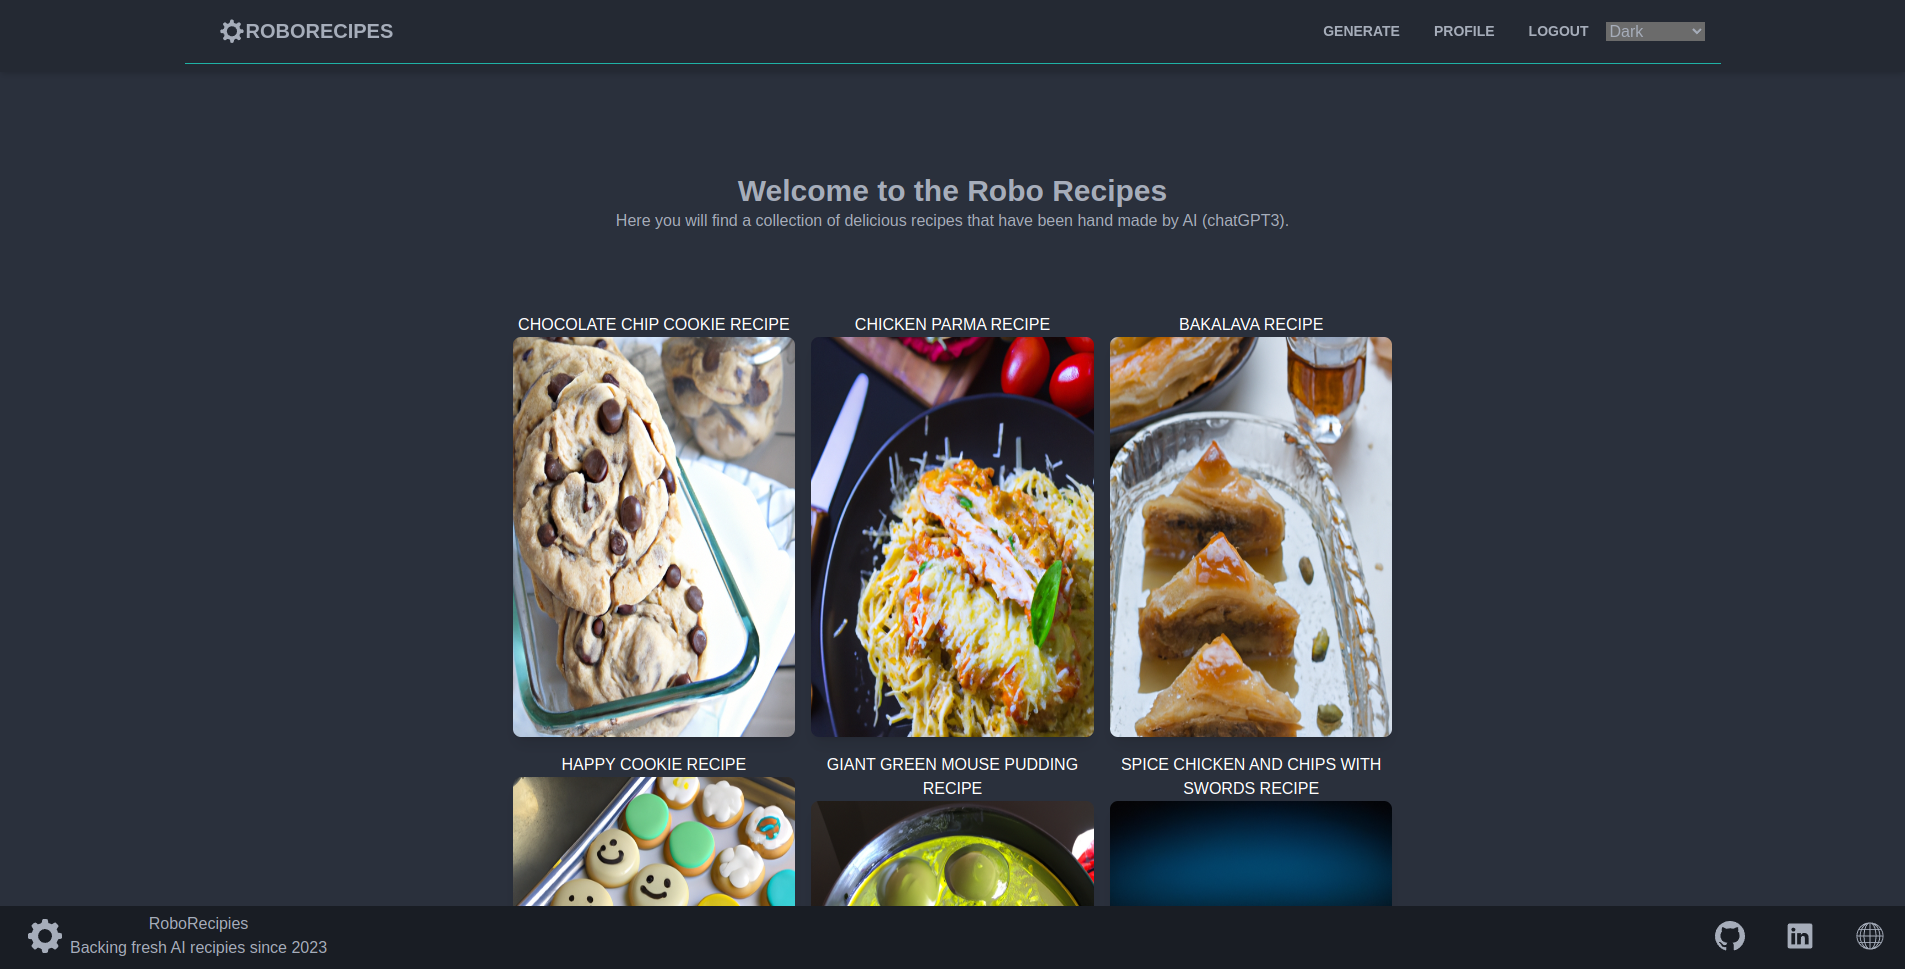 ROBORECIPES
GENERATE PROFILE LOGOUT Dark
Welcome to the Robo Recipes
Here you will find a collection of delicious recipes that have been hand made by AI (chatGPT3).
CHOCOLATE CHIP COOKIE RECIPE
CHICKEN PARMA RECIPE
BAKALAVA RECIPE
HAPPY COOKIE RECIPE
GIANT GREEN MOUSE PUDDING
RECIPE
SPICE CHICKEN AND CHIPS WITH
SWORDS RECIPE
RoboRecipies
Backing fresh AI recipies since 2023
in